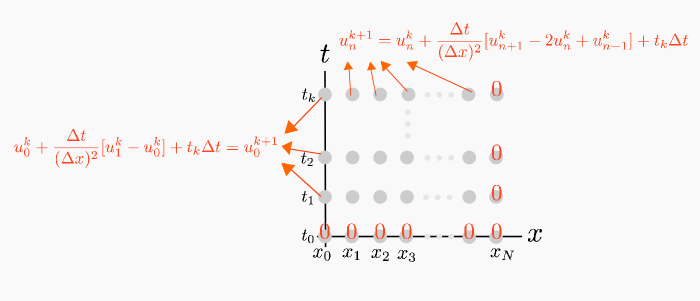 u_n^{k+1} = u_n^k + \frac{\Delta t}{(\Delta x)^2}[u_{n+1}^k - 2u_n^k + u_{n-1}^k] + t_k \Delta t
t
t_k 0
u_0^k + \frac{\Delta t}{(\Delta x)^2}[u_1^k - u_0^k] + t_k \Delta t = u_0^{k+1}
t_2 0
t_1 0
t_0 0 0 0 0 0 0 x
x_0 x_1 x_2 x_3 x_N